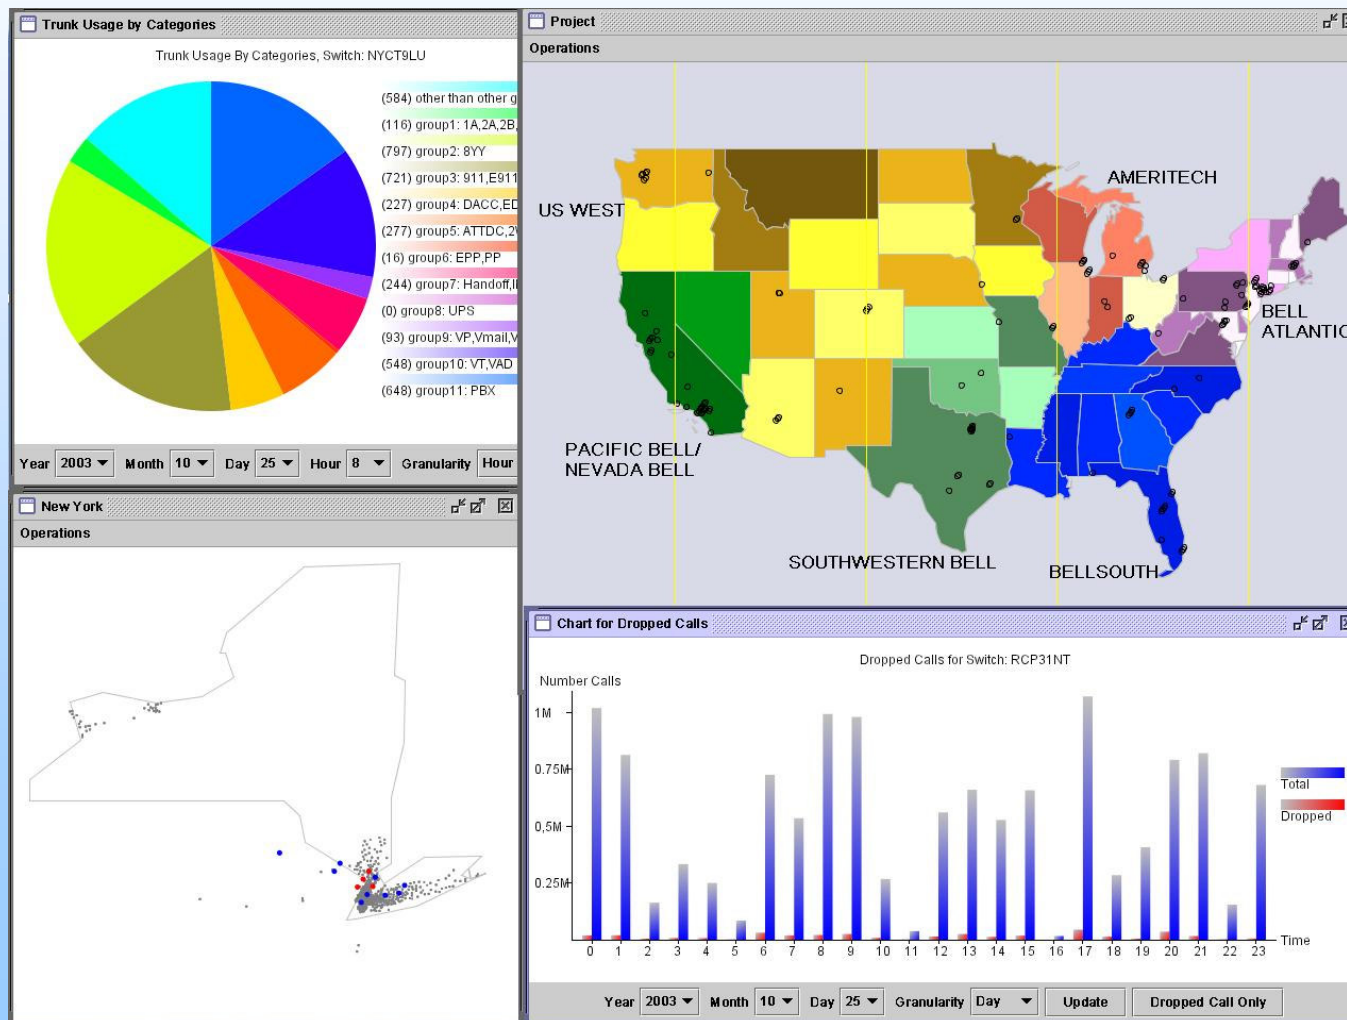 Trunk Usage by Categories
Trunk Usage By Categories, Switch: NYCT9LU
(584) other than other g
(116) group1: 1A,2A,2B,
(797) group2: 8YY
(721) group3: 911,E911
(227) group4: DACC,ED
(277) group5: ATTDC,2
(16) group6: EPP,PP
(244) group7: Handoff,I
(0) group8: UPS
(93) group9: VP,Vmail,V
(548) group10: VT,VAD
(648) group11: PBX
Year 2003 Month 10 Day 25 Hour 8 Granularity Hour
New York
Operations
Project
Operations
US WEST
AMERITECH
BELL
ATLANTIC
PACIFIC BELL/
NEVADA BELL
SOUTHWESTERN BELL
BELLSOUTH
Chart for Dropped Calls
Dropped Calls for Switch: RCP31NT
Number Calls
1M
0.75M
0.5M
0.25M
Total
Dropped
0 1 2 3 4 5 6 7 8 9 10 11 12 13 14 15 16 17 18 19 20 21 22 23 Time
Year 2003 Month 10 Day 25 Granularity Day Update Dropped Call Only